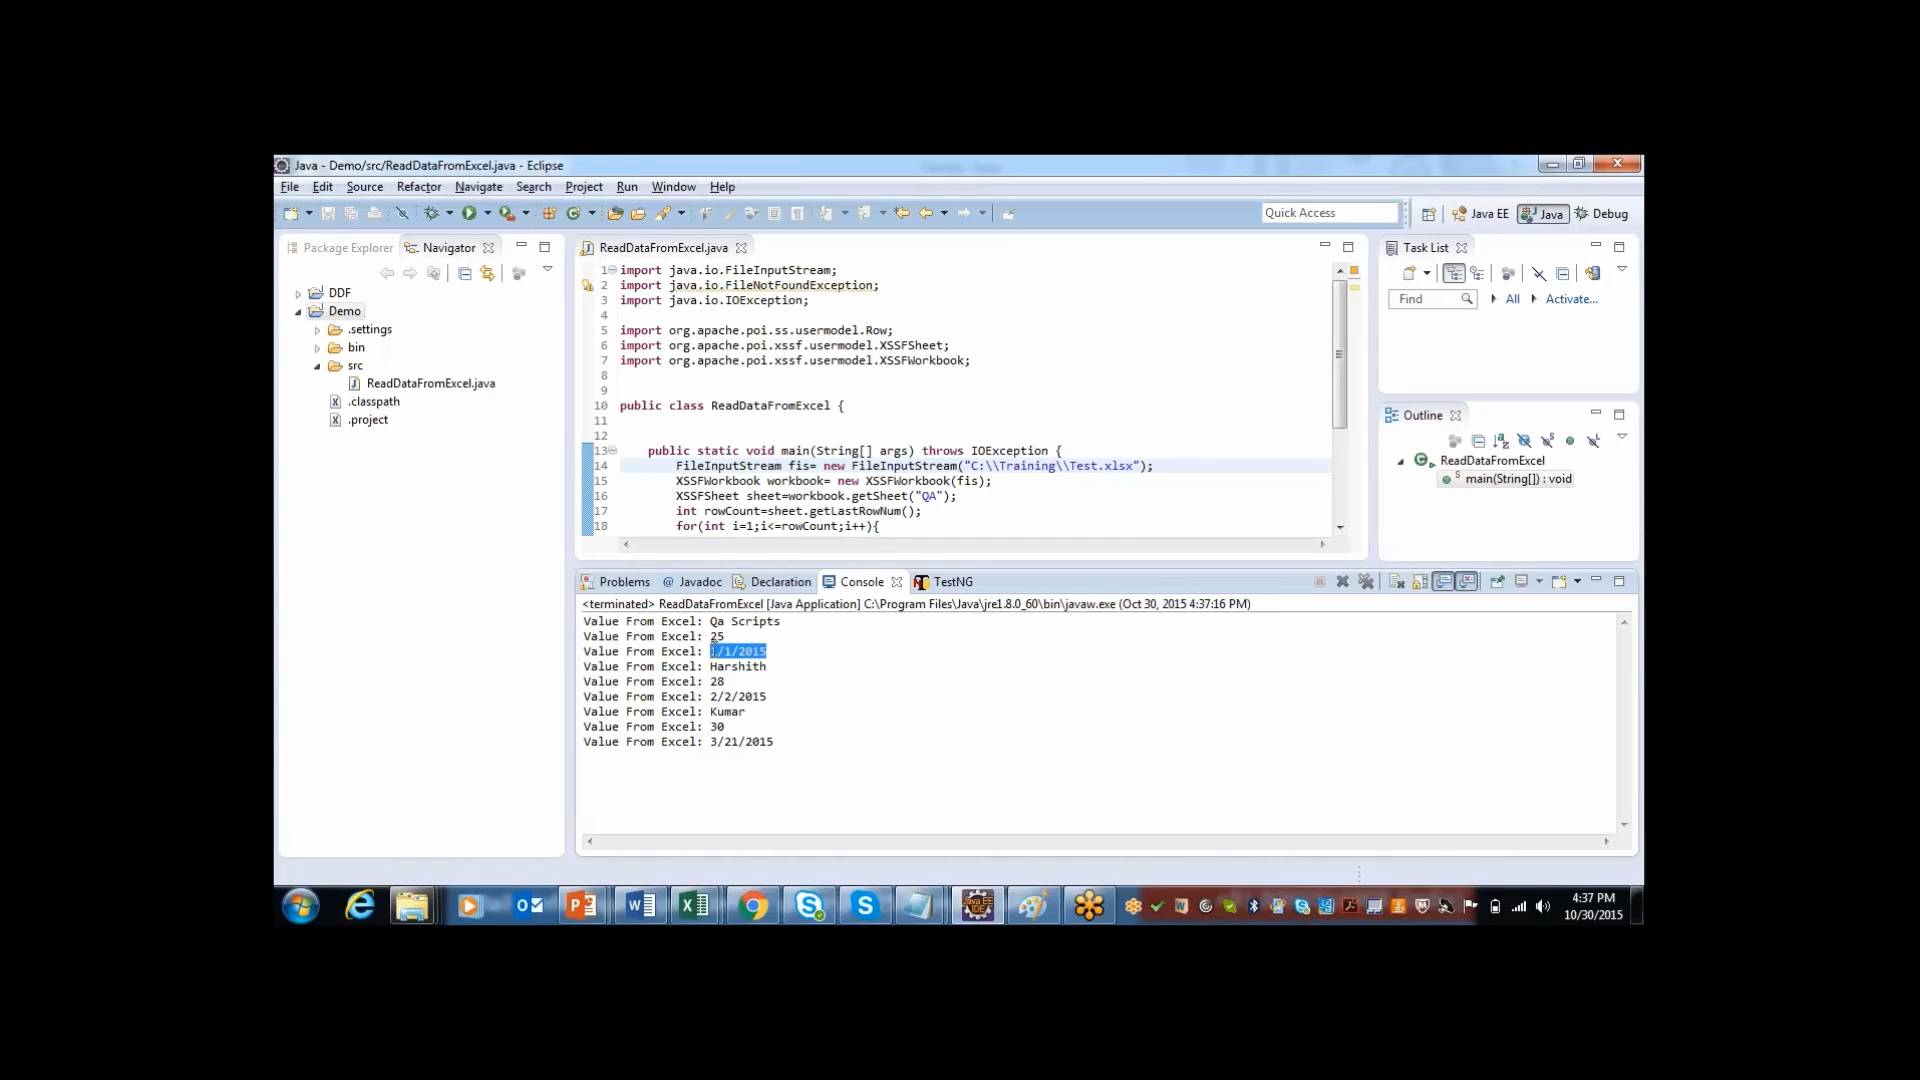 Java - Demo/src/ReadDataFromExcel.java - Eclipse
File Edit Source Refactor Navigate Search Project Run Window Help
Quick Access
Java EE
Java
Debug
Package Explorer
Navigator
DDF
Demo
.settings
bin
src
ReadDataFromExcel.java
.classpath
.project
ReadDataFromExcel.java
1 import java.io.FileInputStream;
2 import java.io.FileNotFoundException;
3 import java.io.IOException;
4
5 import org.apache.poi.ss.usermodel.Row;
6 import org.apache.poi.xssf.usermodel.XSSFSheet;
7 import org.apache.poi.xssf.usermodel.XSSFWorkbook;
8
9
10 public class ReadDataFromExcel {
11
12
13 public static void main(String[] args) throws IOException {
14 FileInputStream fis= new FileInputStream("C:\\Training\\Test.xlsx");
15 XSSFWorkbook workbook= new XSSFWorkbook(fis);
16 XSSFSheet sheet=workbook.getSheet("QA");
17 int rowCount=sheet.getLastRowNum();
18 for(int i=1;i<=rowCount;i++){
Task List
Find
All
Activate...
Outline
ReadDataFromExcel
main(String[]) : void
Problems @ Javadoc Declaration Console TestNG
<terminated> ReadDataFromExcel [Java Application] C:\Program Files\Java\jre1.8.0_60\bin\javaw.exe (Oct 30, 2015 4:37:16 PM)
Value From Excel: Qa Scripts
Value From Excel: 25
Value From Excel: 1/1/2015
Value From Excel: Harshith
Value From Excel: 28
Value From Excel: 2/2/2015
Value From Excel: Kumar
Value From Excel: 30
Value From Excel: 3/21/2015
4:37 PM
10/30/2015